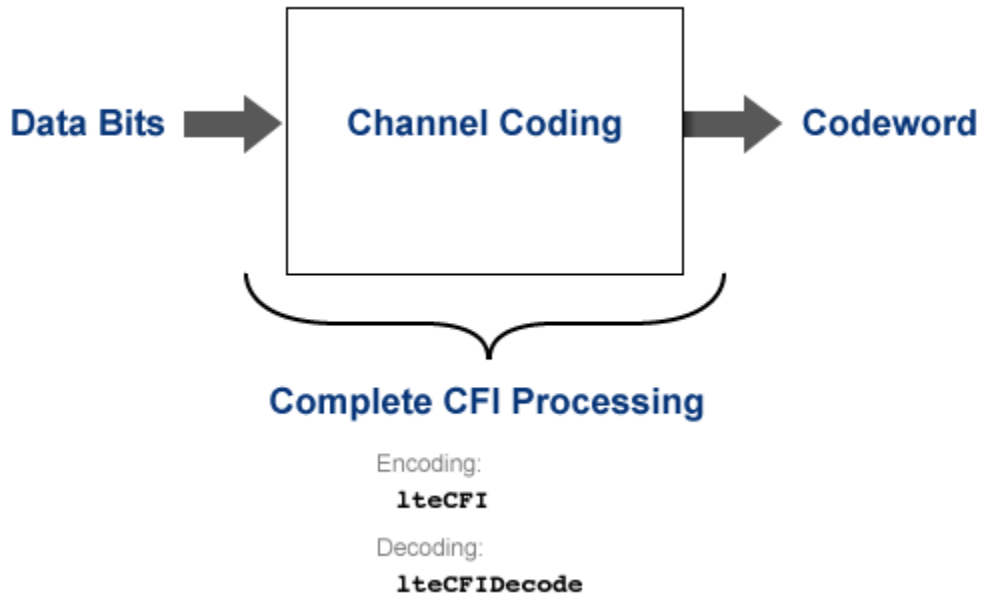 Data Bits
Channel Coding
Codeword
Complete CFI Processing
Encoding:
lteCFI
Decoding:
lteCFIDecode